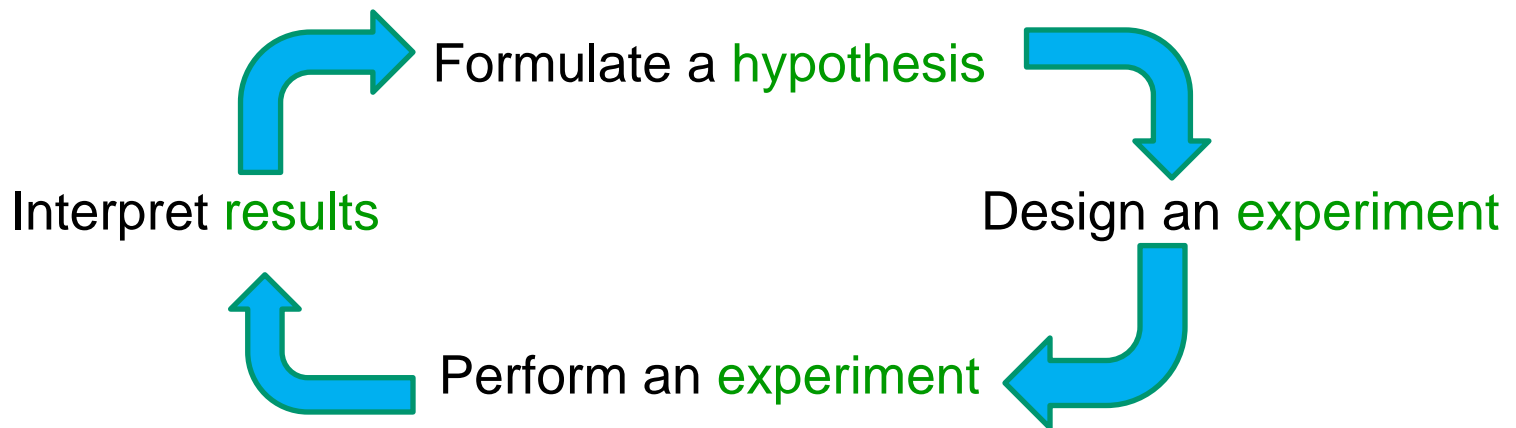 Formulate a hypothesis
Interpret results
Design an experiment
Perform an experiment